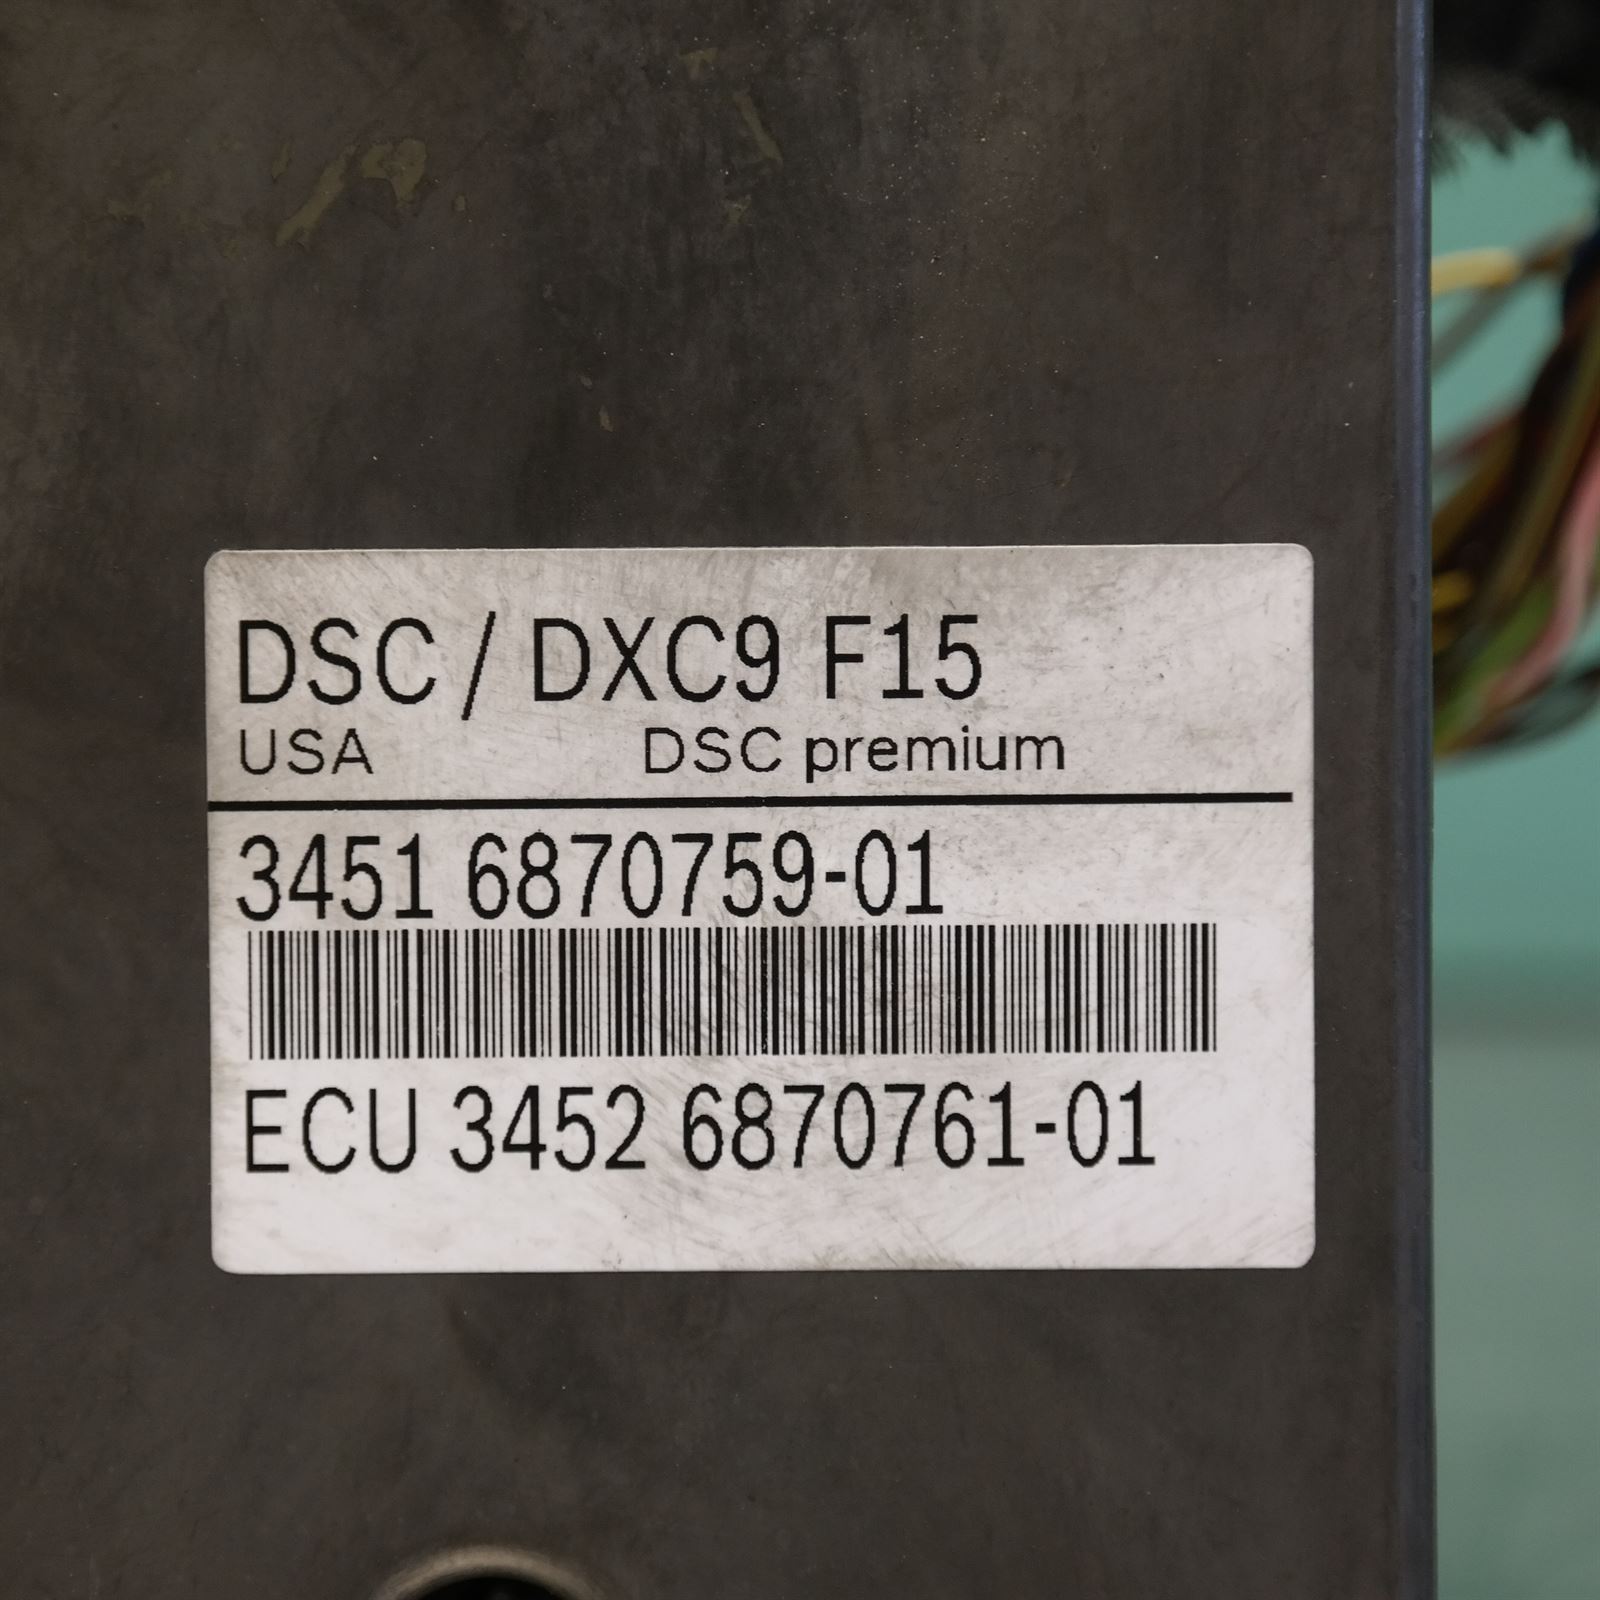 DSC / DXC9 F15
USA DSC premium
3451 6870759-01
ECU 3452 6870761-01